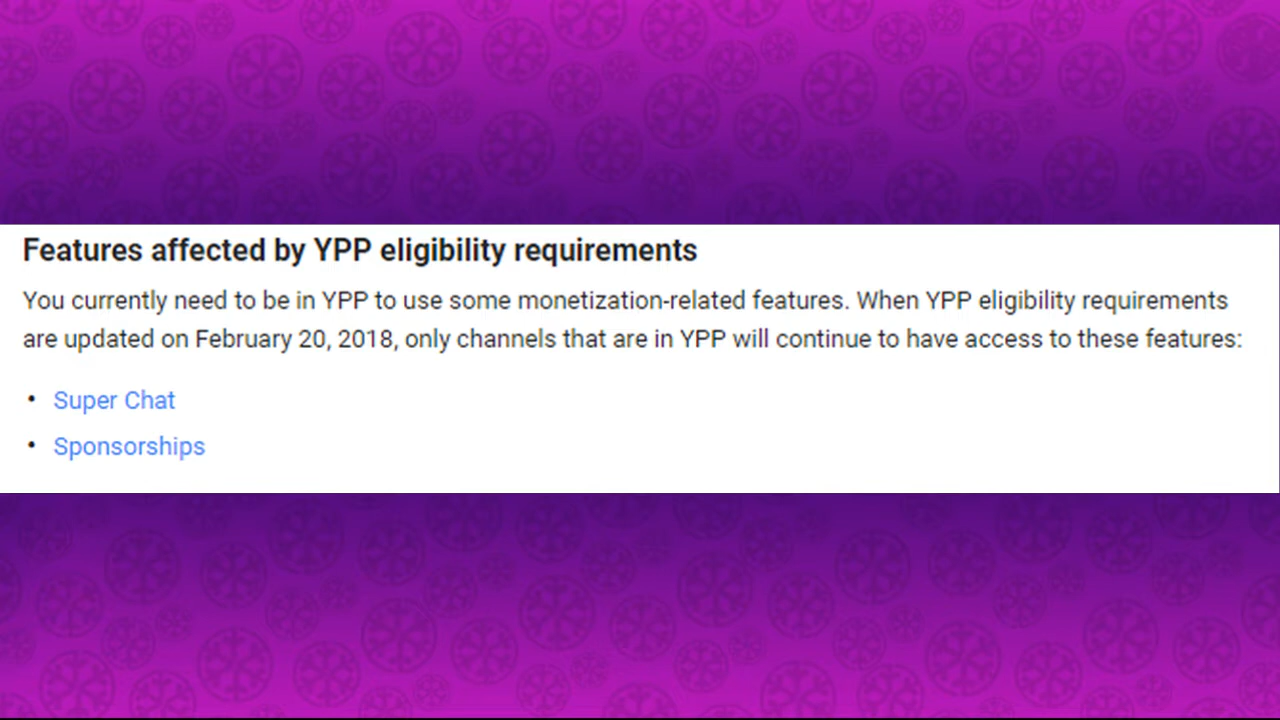 Features affected by YPP eligibility requirements
You currently need to be in YPP to use some monetization-related features. When YPP eligibility requirements
are updated on February 20, 2018, only channels that are in YPP will continue to have access to these features:
• Super Chat
• Sponsorships